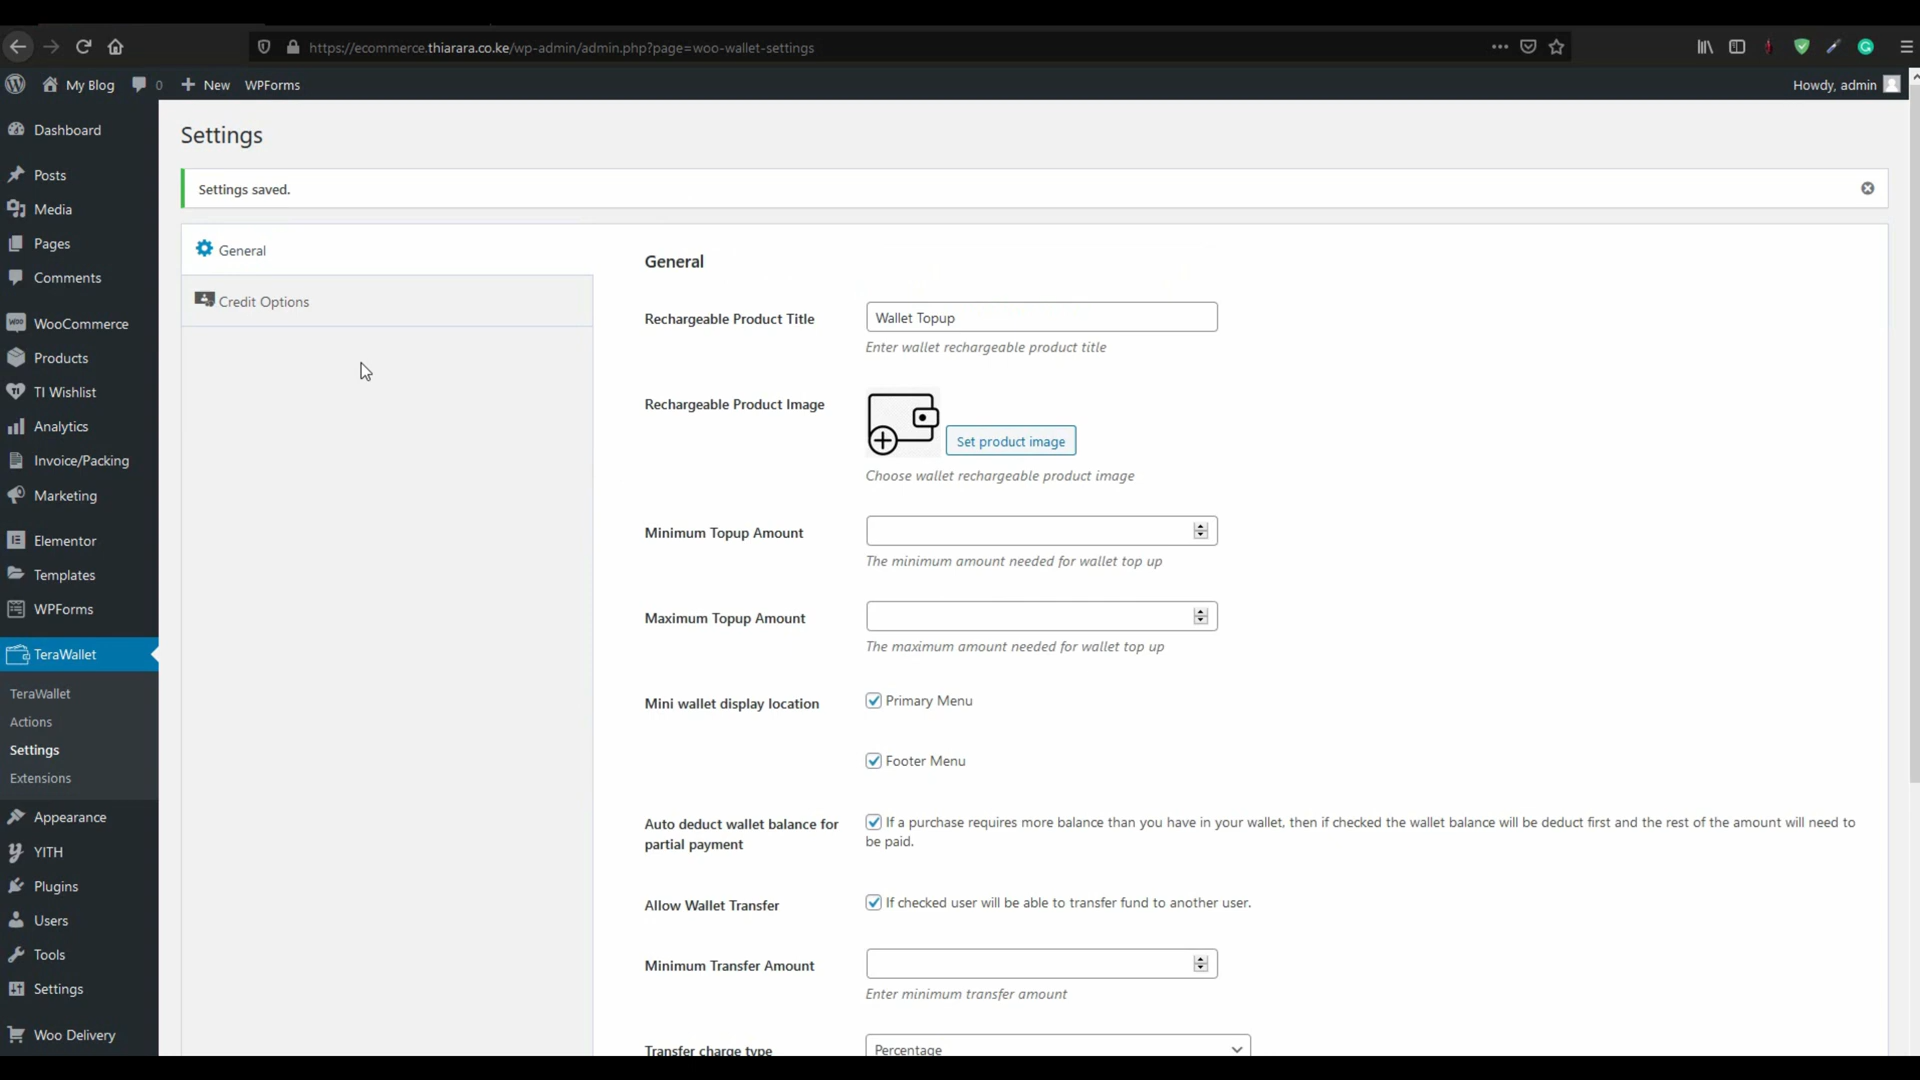 https://ecommerce.thiarara.co.ke/wp-admin/admin.php?page=woo-wallet-settings
My Blog
0
New
WPForms
Howdy, admin
Dashboard
Posts
Media
Pages
Comments
WooCommerce
Products
TI Wishlist
Analytics
Invoice/Packing
Marketing
Elementor
Templates
WPForms
TeraWallet
TeraWallet
Actions
Settings
Extensions
Appearance
YITH
Plugins
Users
Tools
Settings
Woo Delivery
Settings
Settings saved.
General
Credit Options
General
Rechargeable Product Title
Wallet Topup
Enter wallet rechargeable product title
Rechargeable Product Image
Set product image
Choose wallet rechargeable product image
Minimum Topup Amount
The minimum amount needed for wallet top up
Maximum Topup Amount
The maximum amount needed for wallet top up
Mini wallet display location
Primary Menu
Footer Menu
Auto deduct wallet balance for
partial payment
If a purchase requires more balance than you have in your wallet, then if checked the wallet balance will be deduct first and the rest of the amount will need to
be paid.
Allow Wallet Transfer
If checked user will be able to transfer fund to another user.
Minimum Transfer Amount
Enter minimum transfer amount
Transfer charge type
Percentage